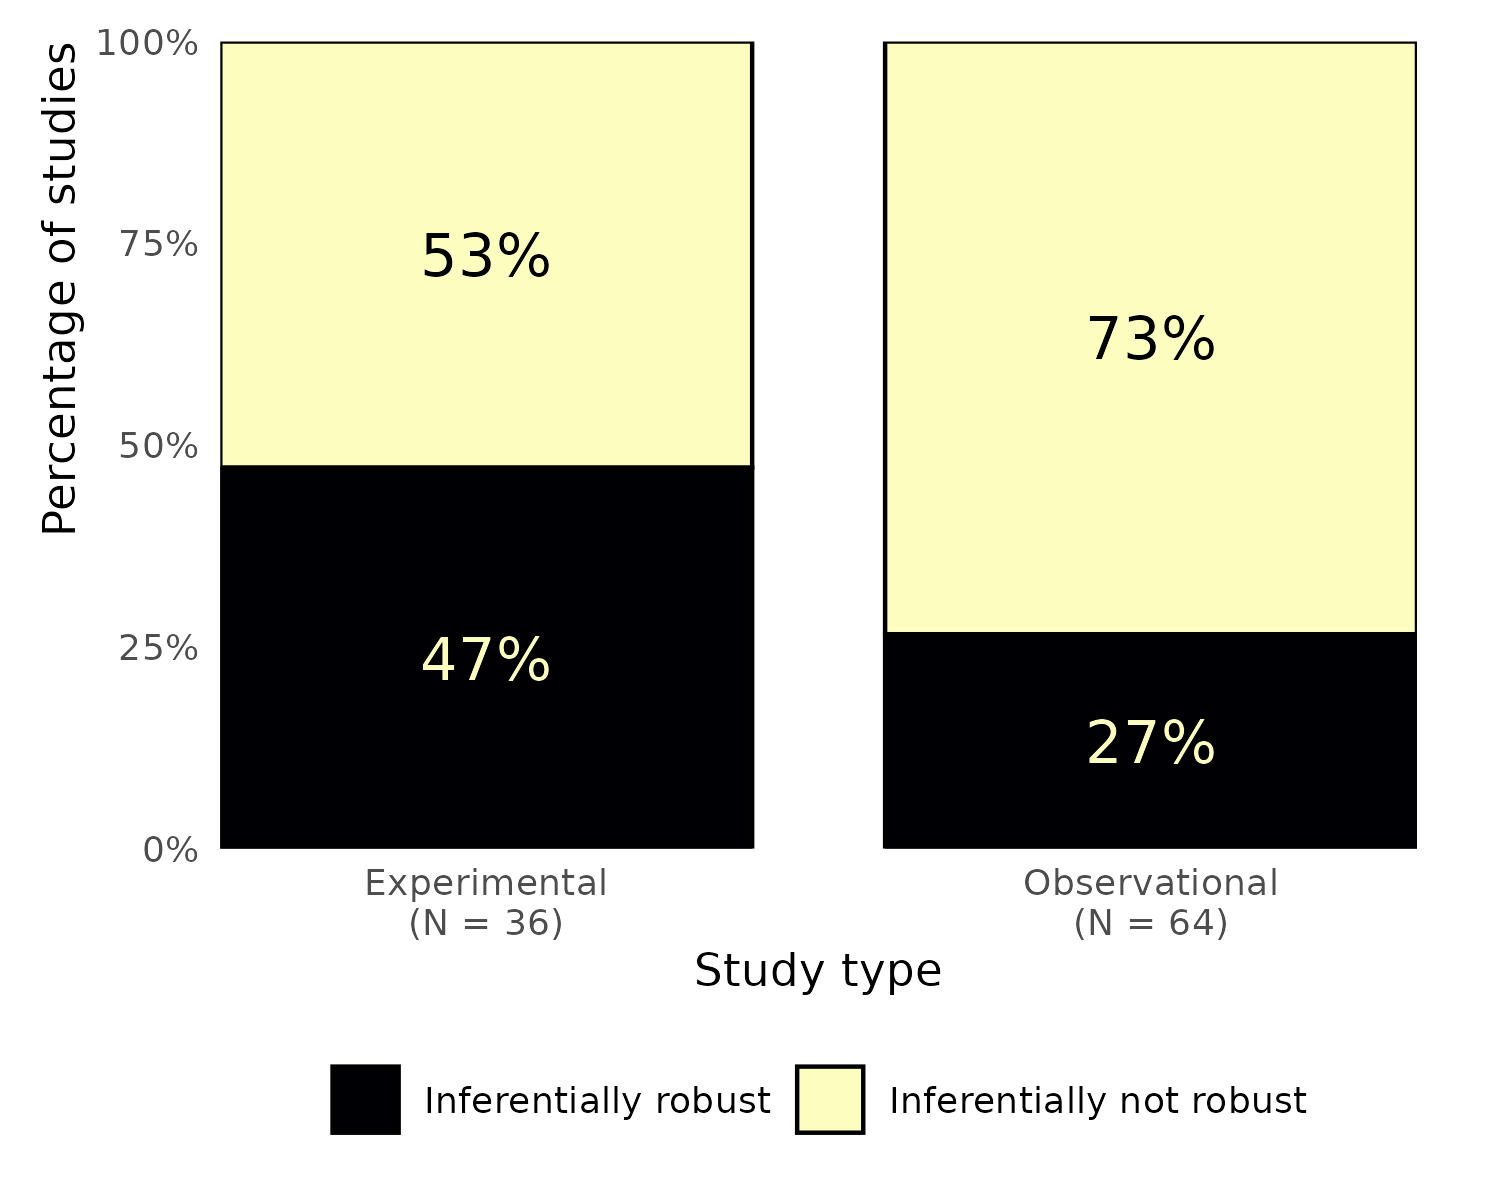 Percentage of studies
100%
75%
50%
25%
0%
53%
47%
73%
27%
Experimental
(N = 36)
Observational
(N = 64)
Study type
Inferentially robust
Inferentially not robust